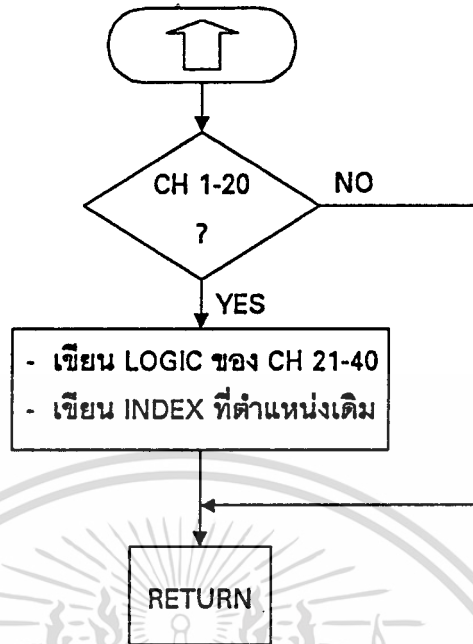 CH 1-20
?
NO
YES
- เขียน LOGIC ของ CH 21-40
- เขียน INDEX ที่ตำแหน่งเดิม
RETURN